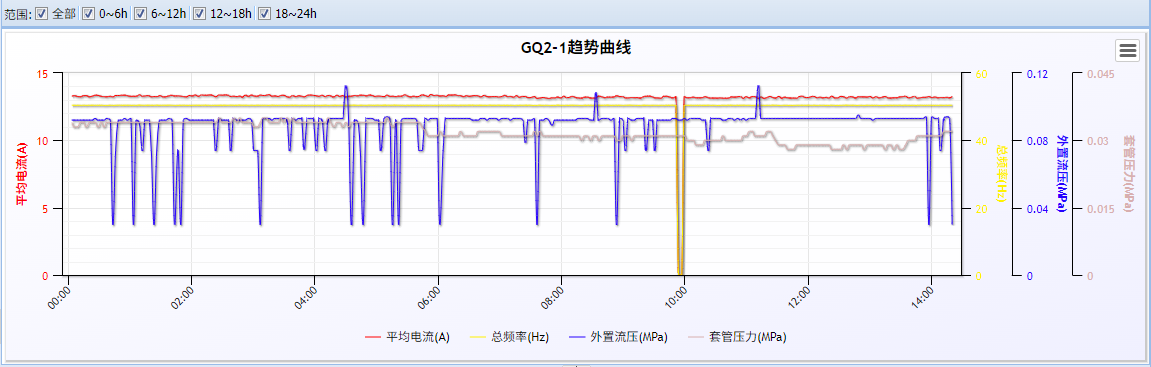 范围: 全部 0~6h 6~12h 12~18h 18~24h
GQ2-1趋势曲线
15 60 0.12 0.045
10 40 0.08 0.03
5 20 0.04 0.015
0 0 0 0
平均电流(A)
总频率(Hz)
外置流压(MPa)
套管压力(MPa)
00:00 02:00 04:00 06:00 08:00 10:00 12:00 14:00
平均电流(A) 总频率(Hz) 外置流压(MPa) 套管压力(MPa)